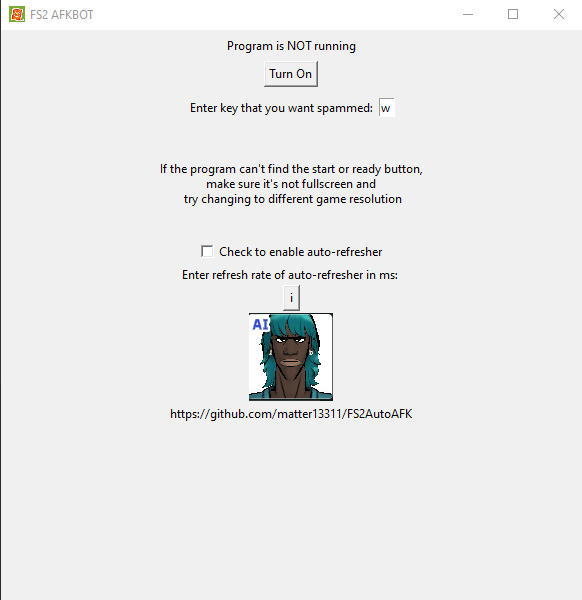 FS2 AFKBOT
Program is NOT running
Turn On
Enter key that you want spammed: w
If the program can't find the start or ready button,
make sure it's not fullscreen and
try changing to different game resolution
Check to enable auto-refresher
Enter refresh rate of auto-refresher in ms:
i
AI
https://github.com/matter13311/FS2AutoAFK